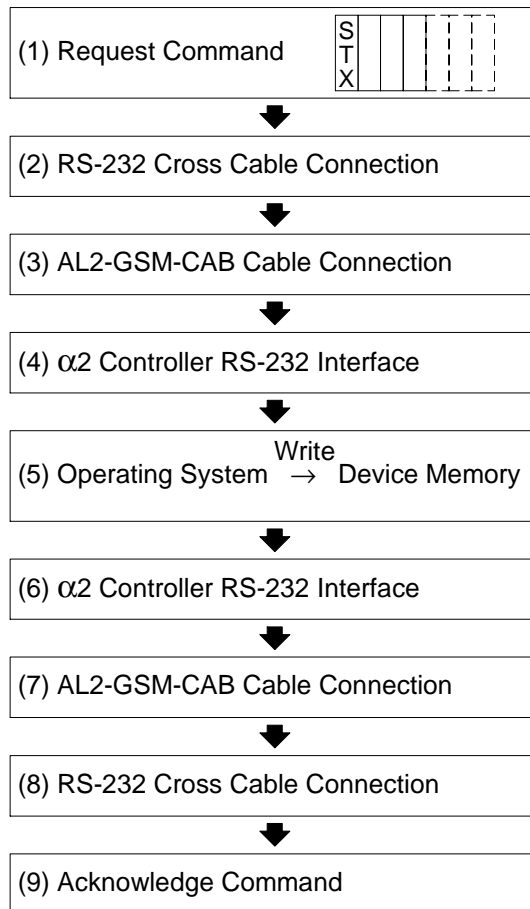 (1) Request Command
S
T
X
(2) RS-232 Cross Cable Connection
(3) AL2-GSM-CAB Cable Connection
(4) α2 Controller RS-232 Interface
Write
(5) Operating System → Device Memory
(6) α2 Controller RS-232 Interface
(7) AL2-GSM-CAB Cable Connection
(8) RS-232 Cross Cable Connection
(9) Acknowledge Command